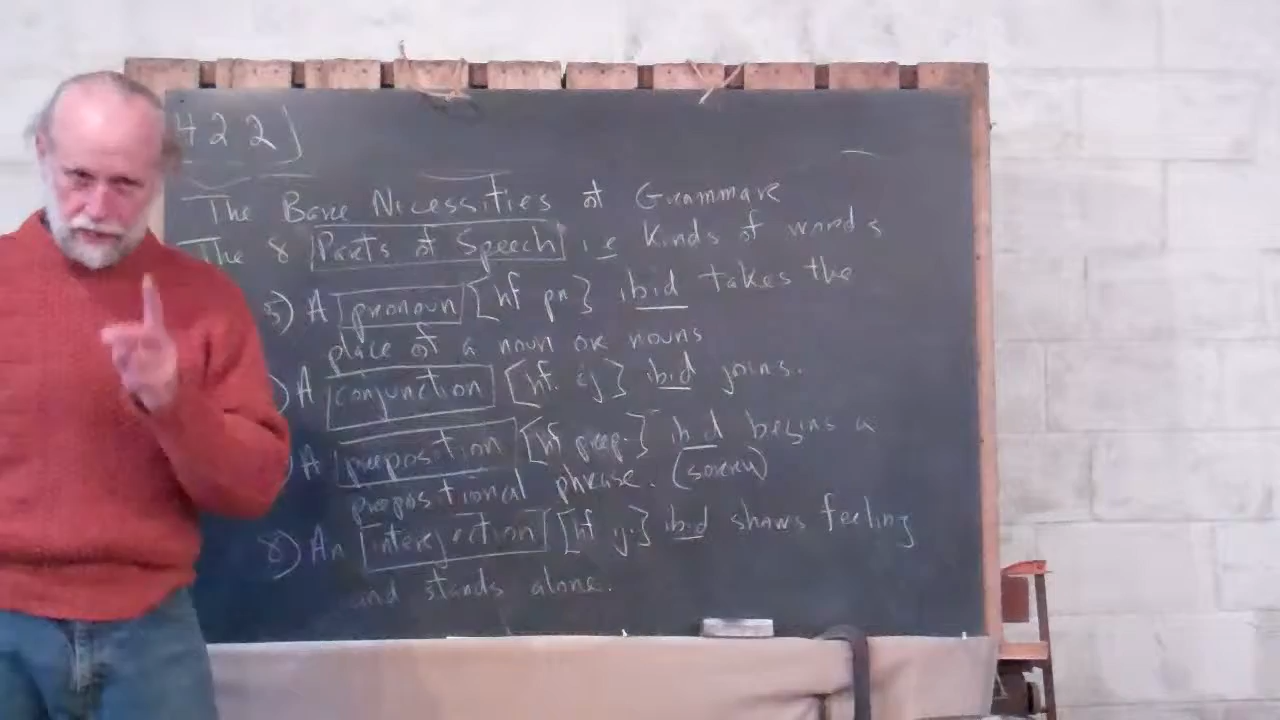 422]
The Bare Necessities of Grammar
The 8 Parts of Speech ie kinds of words
5) A pronoun [hf pn] ibid takes the
place of a noun or nouns
) A conjunction [hf. cj] ibid joins.
) A preposition [hf prep.] ibid begins a
prepositional phrase. (sorry)
8) An interjection [hf ij.] ibid shows feeling
and stands alone.